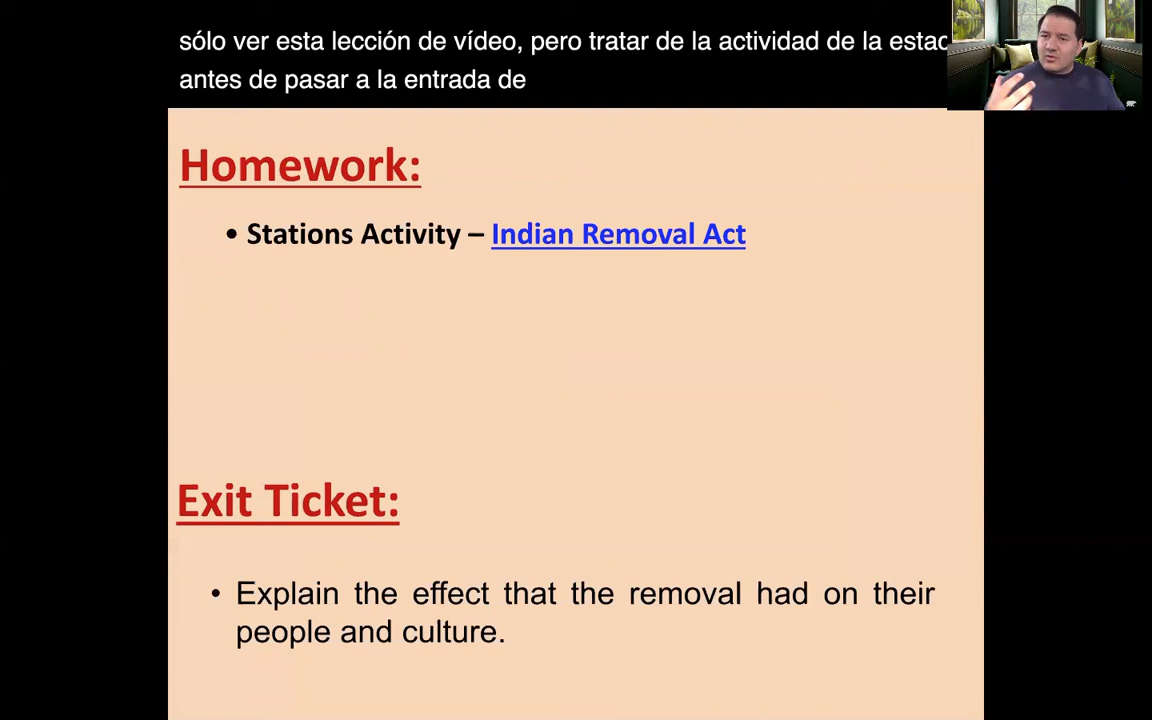 sólo ver esta lección de vídeo, pero tratar de la actividad de la
antes de pasar a la entrada de
Homework:
• Stations Activity – Indian Removal Act
Exit Ticket:
• Explain the effect that the removal had on their
people and culture.